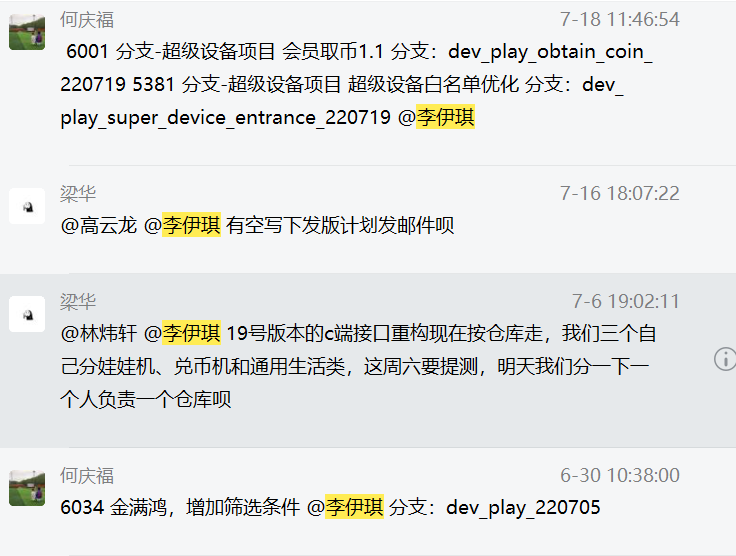 何庆福
7-18 11:46:54
6001 分支-超级设备项目 会员取币1.1 分支：dev_play_obtain_coin_
220719 5381 分支-超级设备项目 超级设备白名单优化 分支：dev_
play_super_device_entrance_220719 @李伊琪
梁华
7-16 18:07:22
@高云龙 @李伊琪 有空写下发版计划发邮件呗
梁华
7-6 19:02:11
@林炜轩 @李伊琪 19号版本的c端接口重构现在按仓库走，我们三个自
己分娃娃机、兑币机和通用生活类，这周六要提测，明天我们分一下一
个人负责一个仓库呗
何庆福
6-30 10:38:00
6034 金满鸿，增加筛选条件 @李伊琪 分支：dev_play_220705